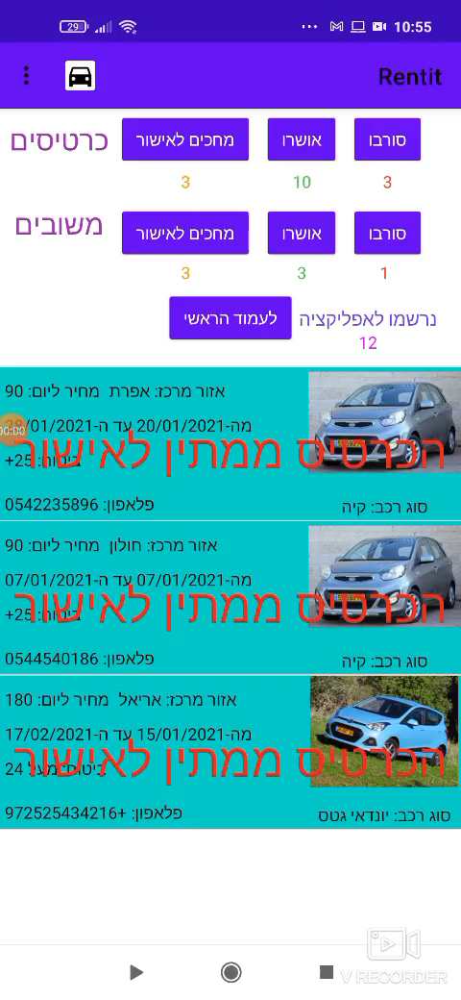 29 10:55
Rentit
כרטיסים מחכים לאישור אושרו סורבו
3 10 3
משובים מחכים לאישור אושרו סורבו
3 3 1
לעמוד הראשי נרשמו לאפליקציה
12
אזור מרכז: אפרת מחיר ליום: 90
מה-20/01/2021 עד ה-28/01/2021
00:00
הכרטיס ממתין לאישור
ביטוח: 25+
פלאפון: 0542235896
סוג רכב: קיה
אזור מרכז: חולון מחיר ליום: 90
מה-07/01/2021 עד ה-07/01/2021
הכרטיס ממתין לאישור
ביטוח: 25+
פלאפון: 0544540186
סוג רכב: קיה
אזור מרכז: אריאל מחיר ליום: 180
מה-15/01/2021 עד ה-17/02/2021
הכרטיס ממתין לאישור
ביטוח: מעל 24
פלאפון: +972525434216
סוג רכב: יונדאי גטס
V RECORDER